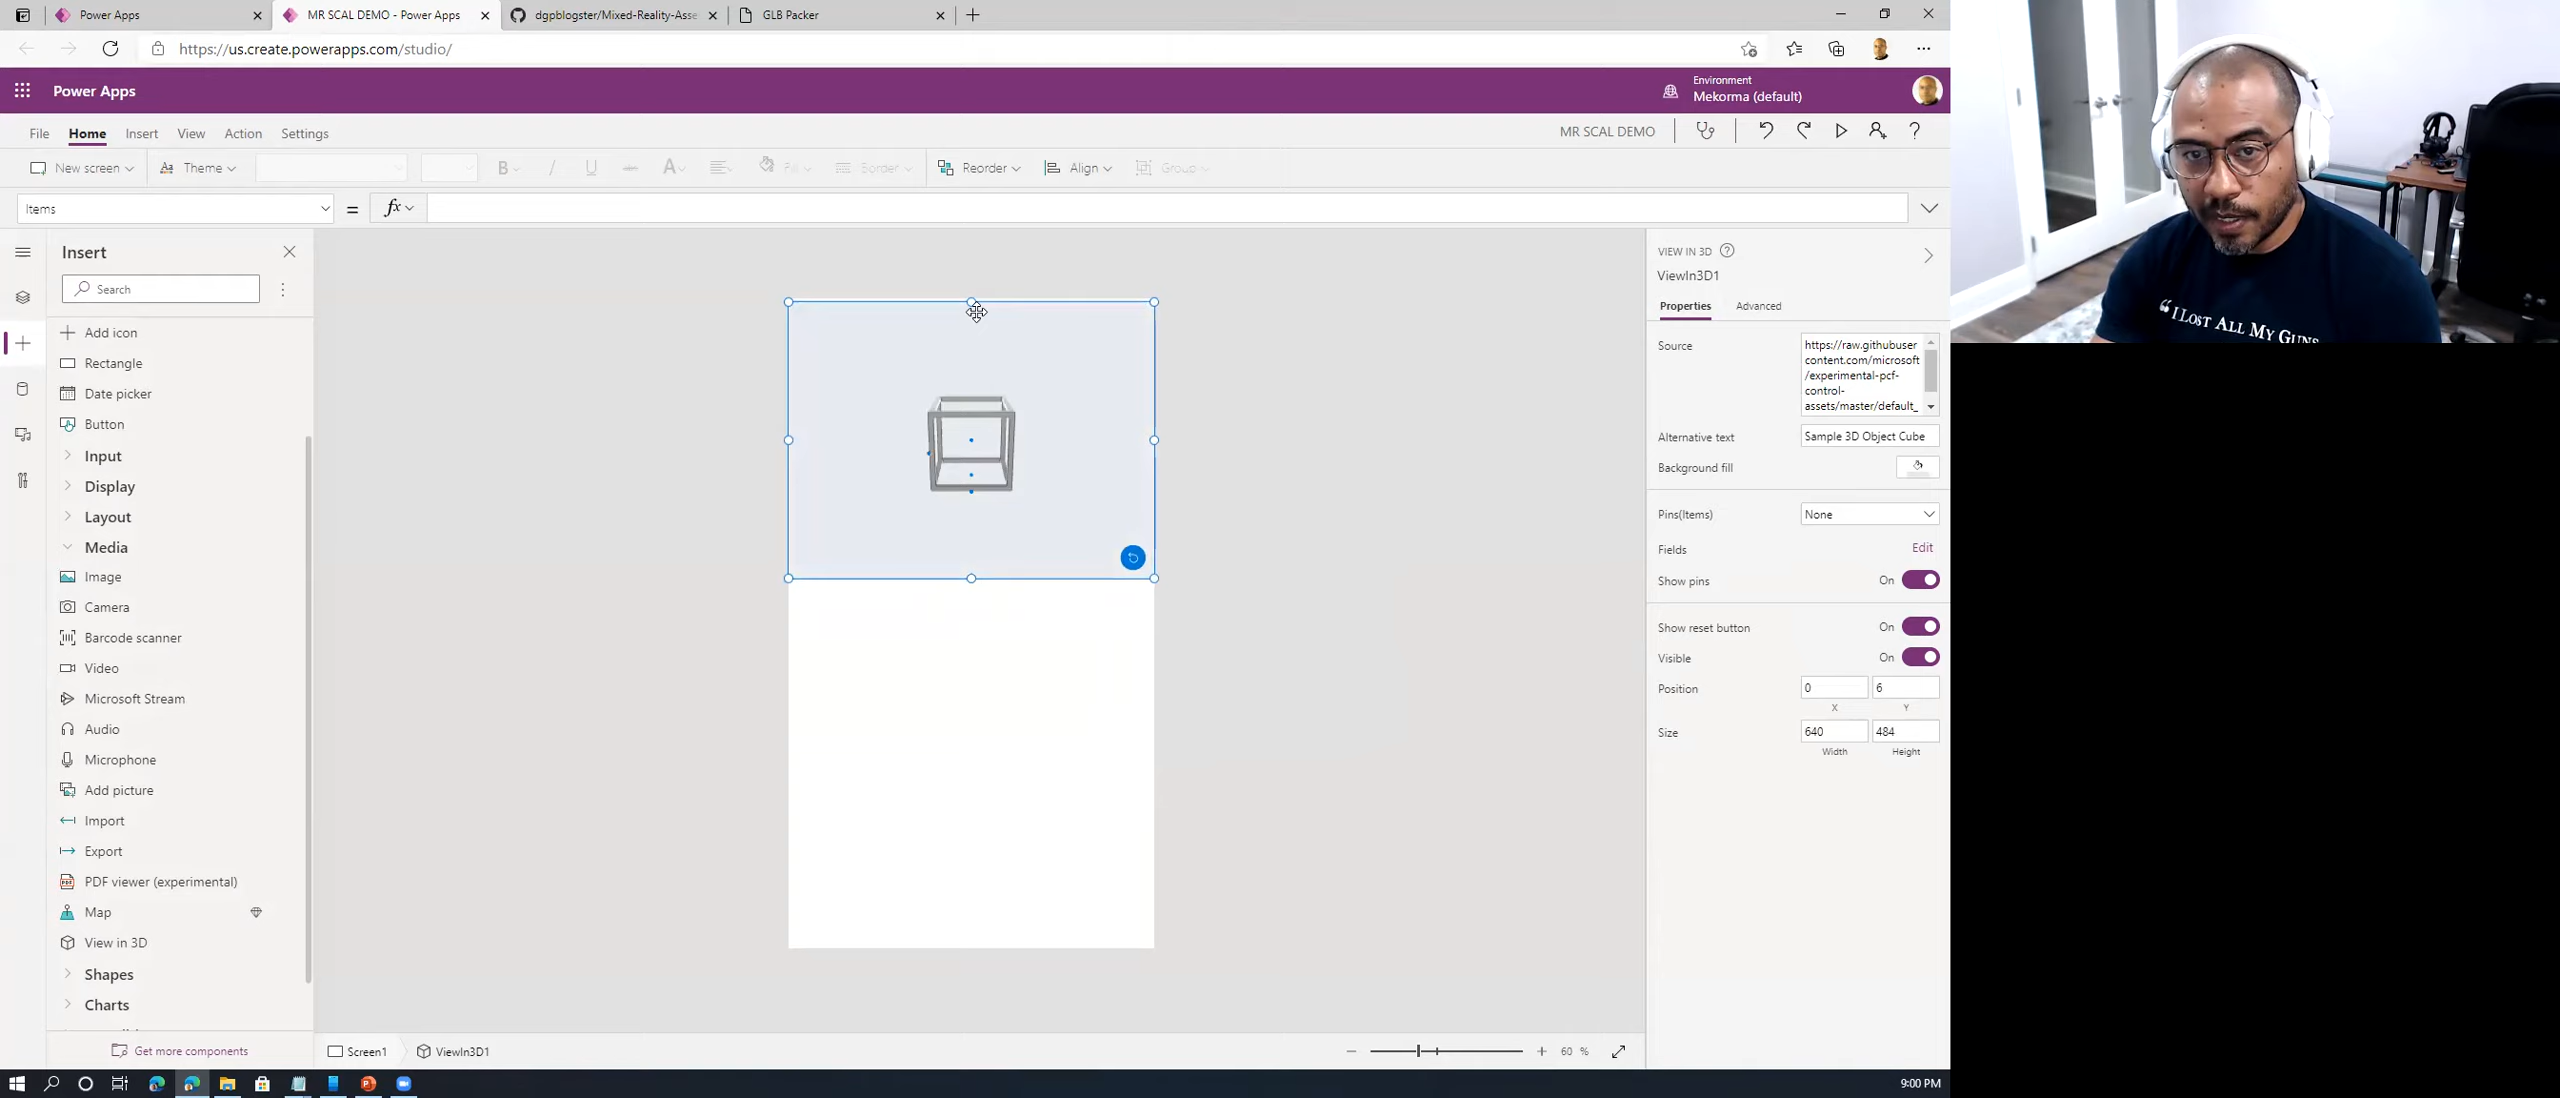 Power Apps
MR SCAL DEMO - Power Apps
dgpblogster/Mixed-Reality-Asse
GLB Packer
https://us.create.powerapps.com/studio/
Power Apps
Environment
Mekorma (default)
File
Home
Insert
View
Action
Settings
MR SCAL DEMO
New screen
Theme
B
Fill
Border
Reorder
Align
Group
Items
=
fx
Insert
Search
Add icon
Rectangle
Date picker
Button
Input
Display
Layout
Media
Image
Camera
Barcode scanner
Video
Microsoft Stream
Audio
Microphone
Add picture
Import
Export
PDF viewer (experimental)
Map
View in 3D
Shapes
Charts
Get more components
Screen1
ViewIn3D1
60 %
VIEW IN 3D
ViewIn3D1
Properties
Advanced
Source
https://raw.githubuser
content.com/microsoft
/experimental-pcf-
control-
assets/master/default_
Alternative text
Sample 3D Object Cube
Background fill
Pins(Items)
None
Fields
Edit
Show pins
On
Show reset button
On
Visible
On
Position
0
6
X
Y
Size
640
484
Width
Height
9:00 PM
“I LOST ALL MY GUNS